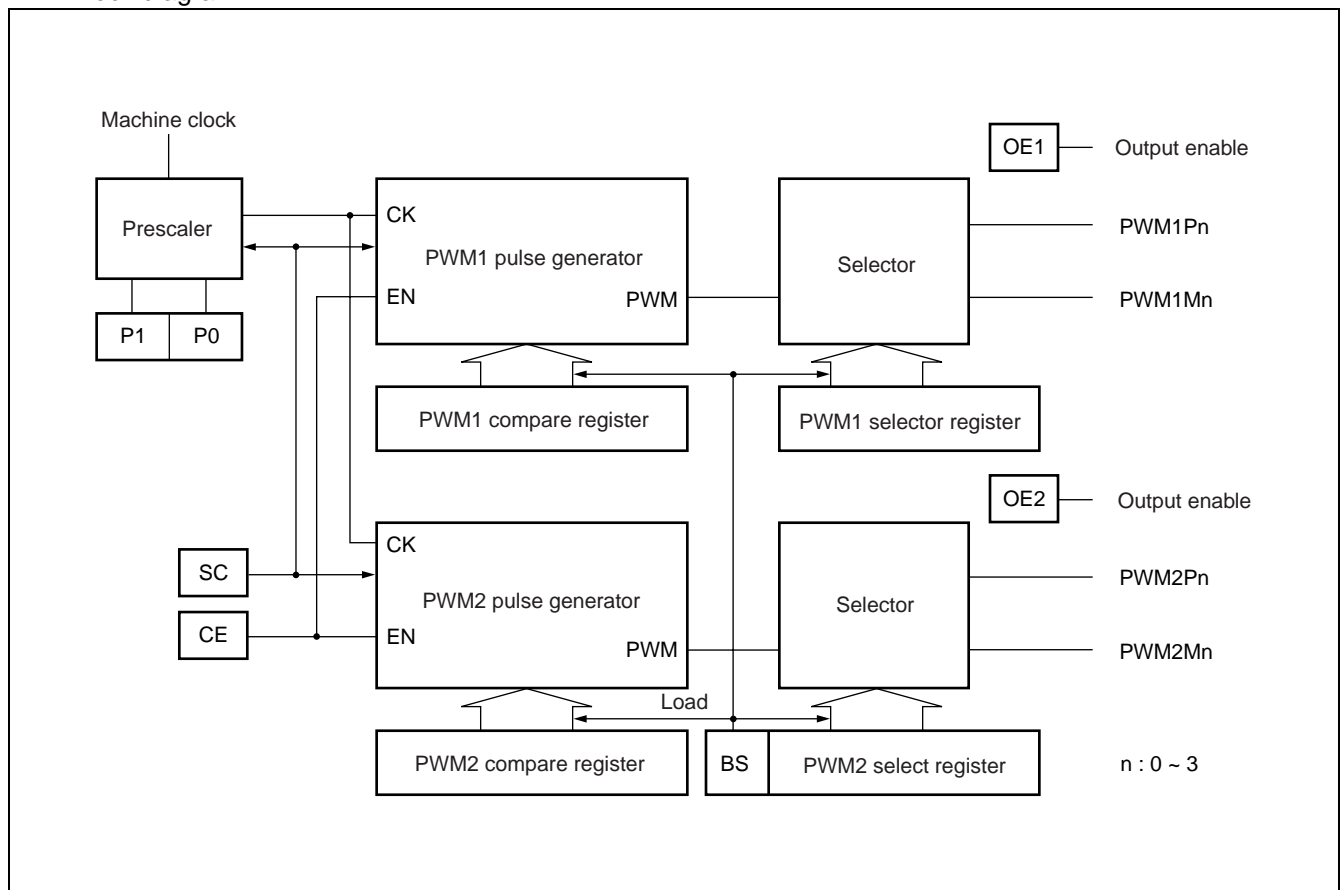 Machine clock
OE1
Output enable
Prescaler
CK
PWM1 pulse generator
EN
PWM
Selector
PWM1Pn
PWM1Mn
P1
P0
PWM1 compare register
PWM1 selector register
OE2
Output enable
CK
SC
PWM2 pulse generator
CE
EN
PWM
Selector
PWM2Pn
PWM2Mn
Load
PWM2 compare register
BS
PWM2 select register
n : 0 ~ 3